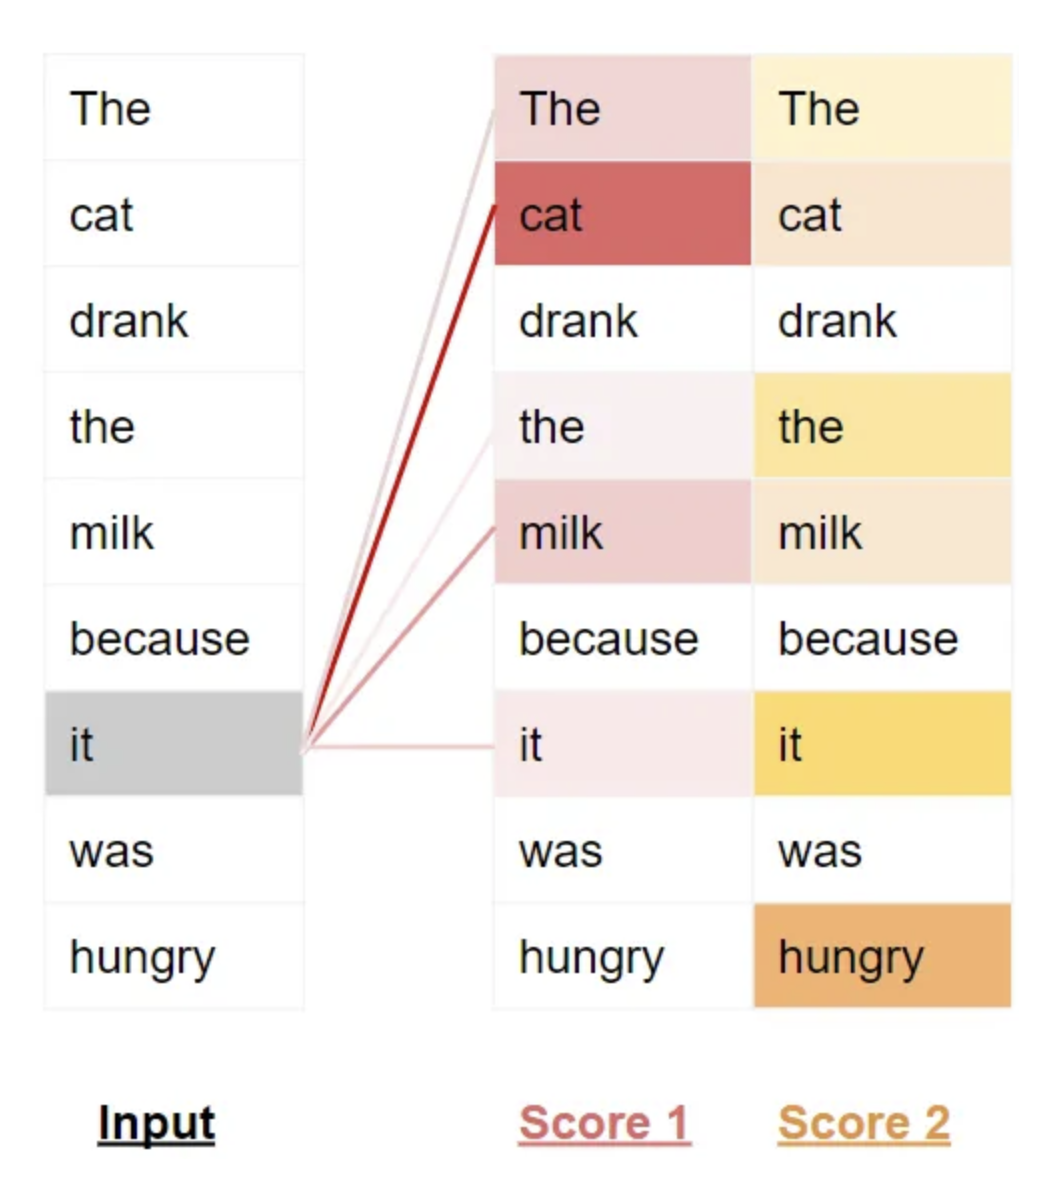 The The The
cat cat cat
drank drank drank
the the the
milk milk milk
because because because
it it it
was was was
hungry hungry hungry
Input Score 1 Score 2